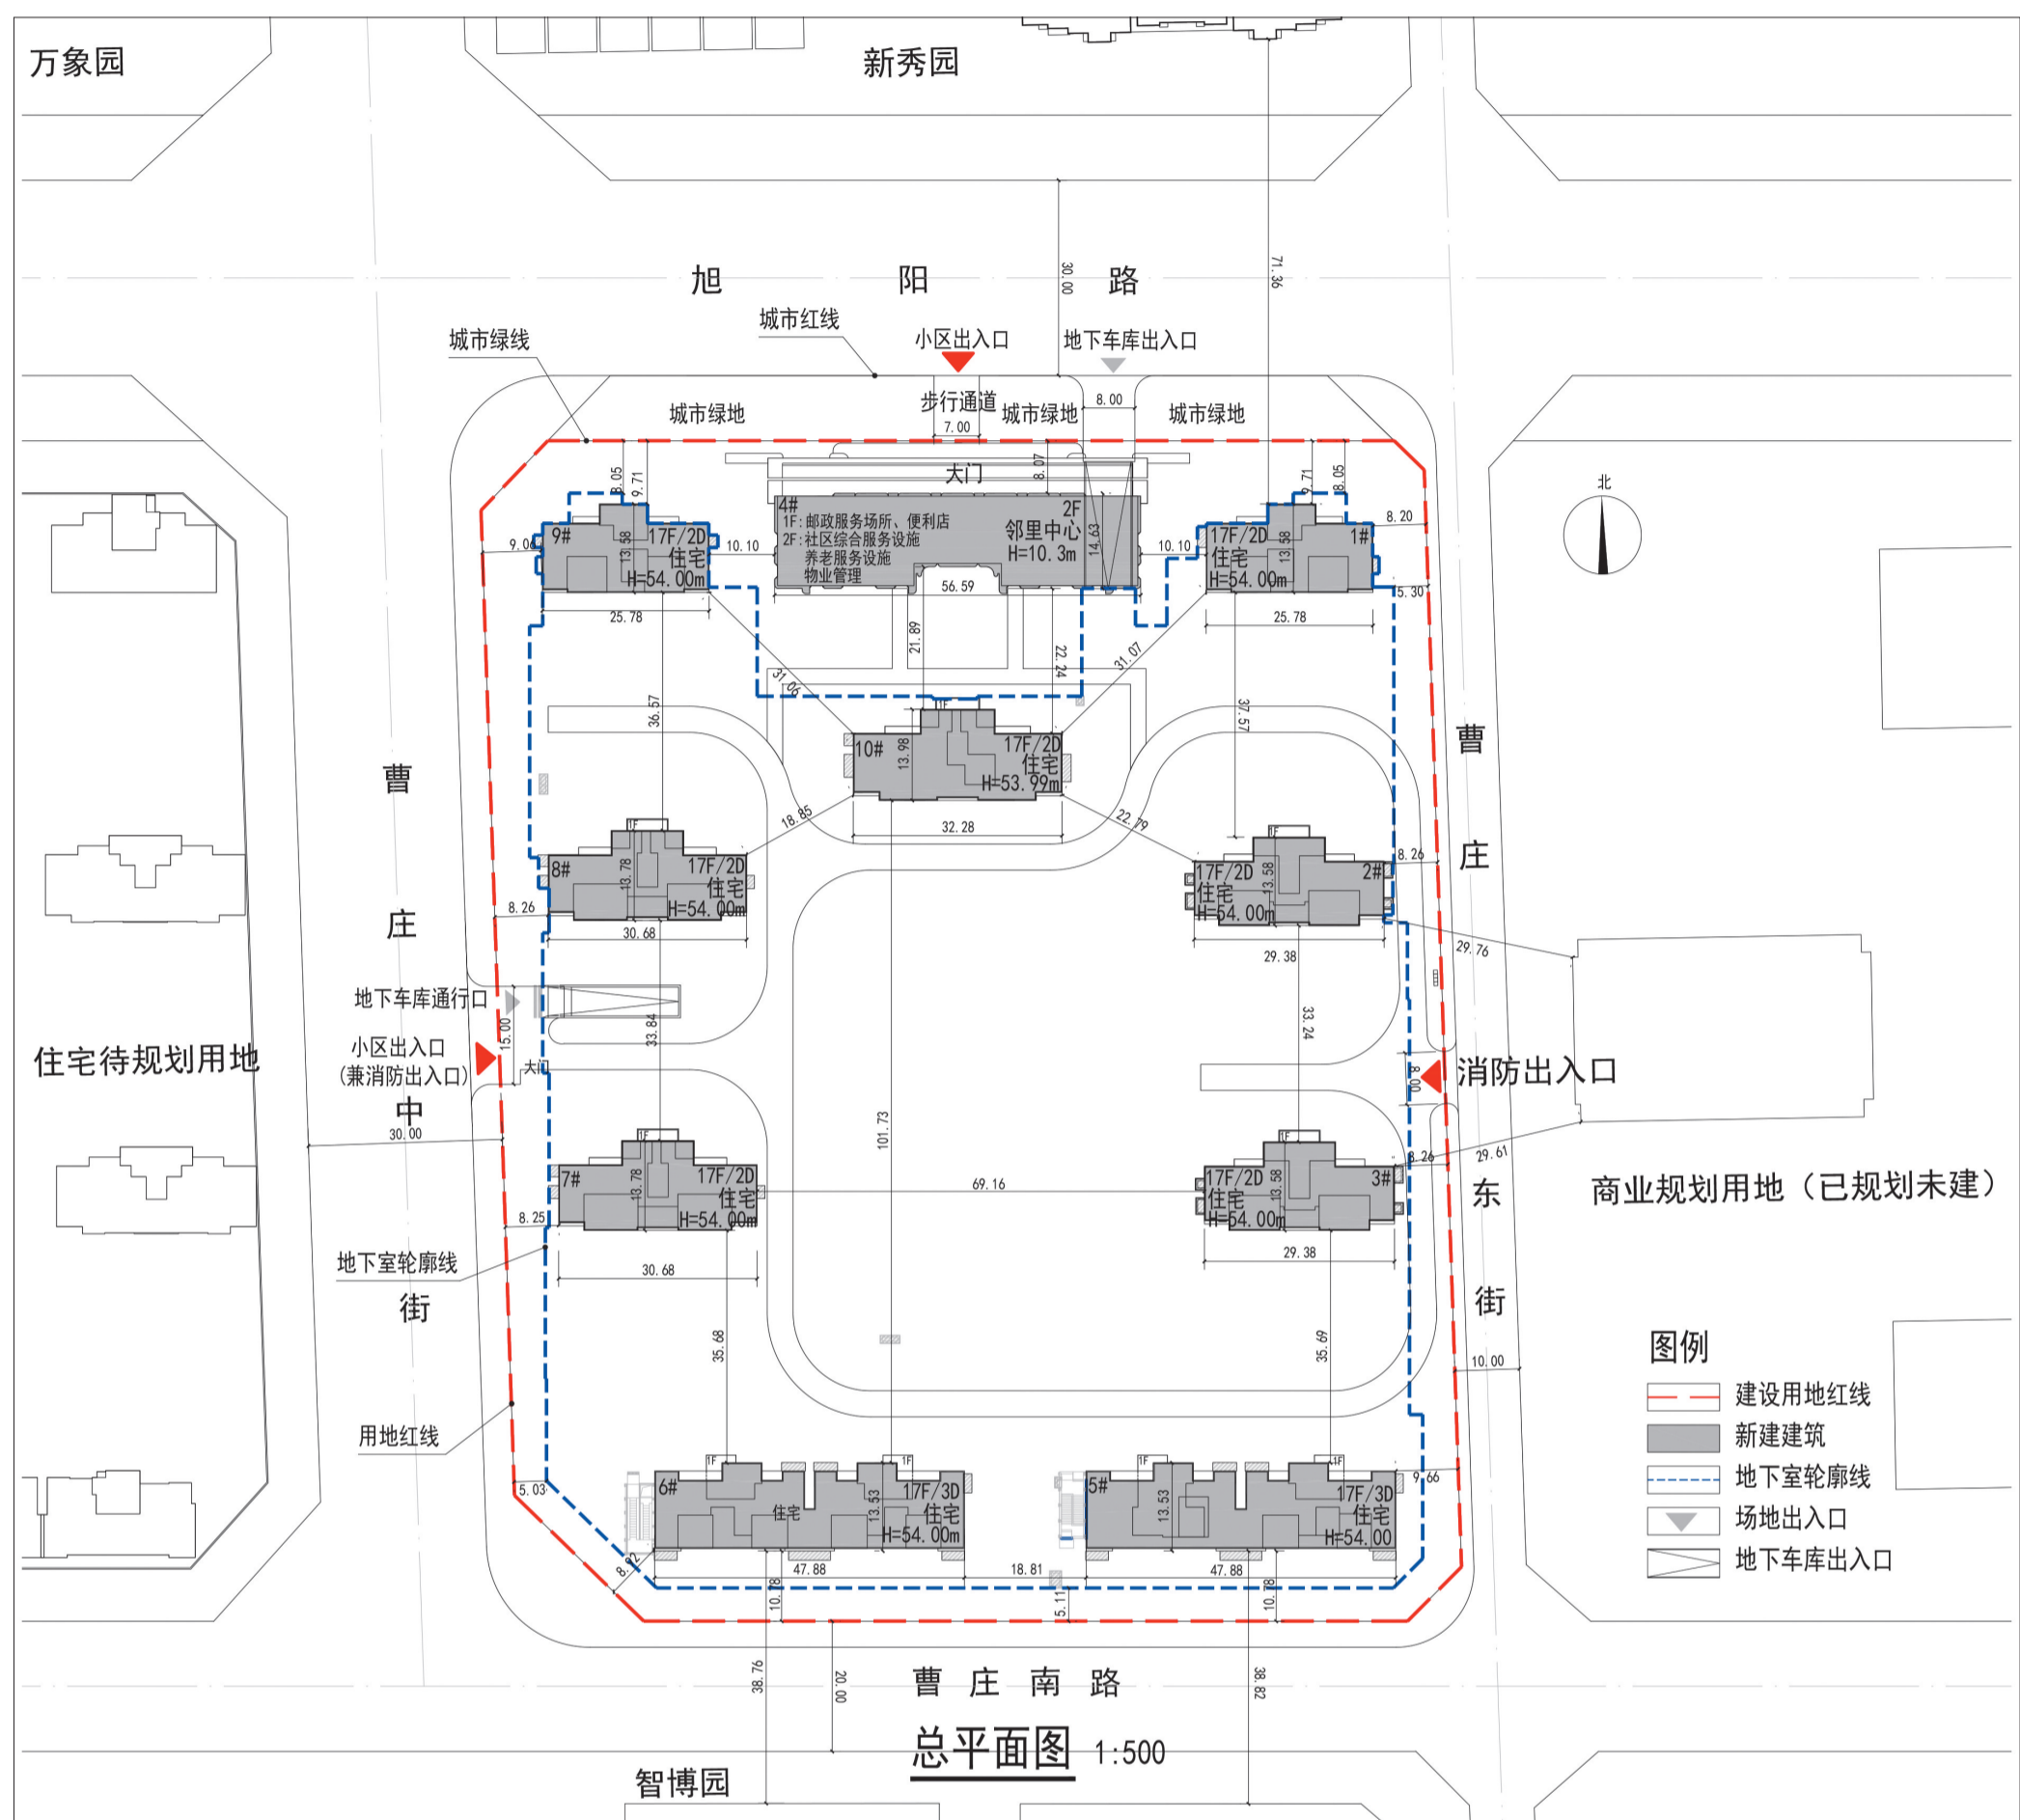 万象园
新秀园
旭阳路
30.00
71.36
城市红线
城市绿线
小区出入口
地下车库出入口
城市绿地
步行通道
城市绿地
城市绿地
8.00
7.00
大门
8.05
9.71
8.07
9.71
8.05
8.20
北
9#
17F/2D
住宅
H=54.00m
13.58
9.06
25.78
10.10
4#
2F
1F:邮政服务场所、便利店
2F:社区综合服务设施
养老服务设施
物业管理
邻里中心
H=10.3m
14.63
56.59
10.10
17F/2D
1#
住宅
H=54.00m
13.58
5.30
25.78
21.89
22.24
31.06
31.07
36.57
37.57
1F
10#
17F/2D
住宅
H=53.99m
13.98
32.28
18.85
22.79
曹庄中街
曹庄东街
1F
8#
17F/2D
住宅
H=54.00m
13.78
8.26
30.68
1F
17F/2D
2#
住宅
H=54.00m
13.58
8.26
29.38
29.76
地下车库通行口
15.00
33.84
33.24
小区出入口
(兼消防出入口)
大门
住宅待规划用地
30.00
8.00
消防出入口
101.73
1F
7#
17F/2D
住宅
H=54.00m
13.78
8.25
30.68
69.16
1F
17F/2D
3#
住宅
H=54.00m
13.58
8.26
29.38
29.61
商业规划用地（已规划未建）
地下室轮廓线
35.68
35.69
10.00
用地红线
图例
建设用地红线
新建建筑
地下室轮廓线
场地出入口
地下车库出入口
5.03
1F
1F
6#
住宅
17F/3D
住宅
H=54.00m
13.53
8.92
47.88
10.78
18.81
1F
1F
5#
17F/3D
住宅
H=54.00
13.53
9.66
47.88
10.78
5.11
38.76
20.00
38.82
曹庄南路
总平面图 1:500
智博园